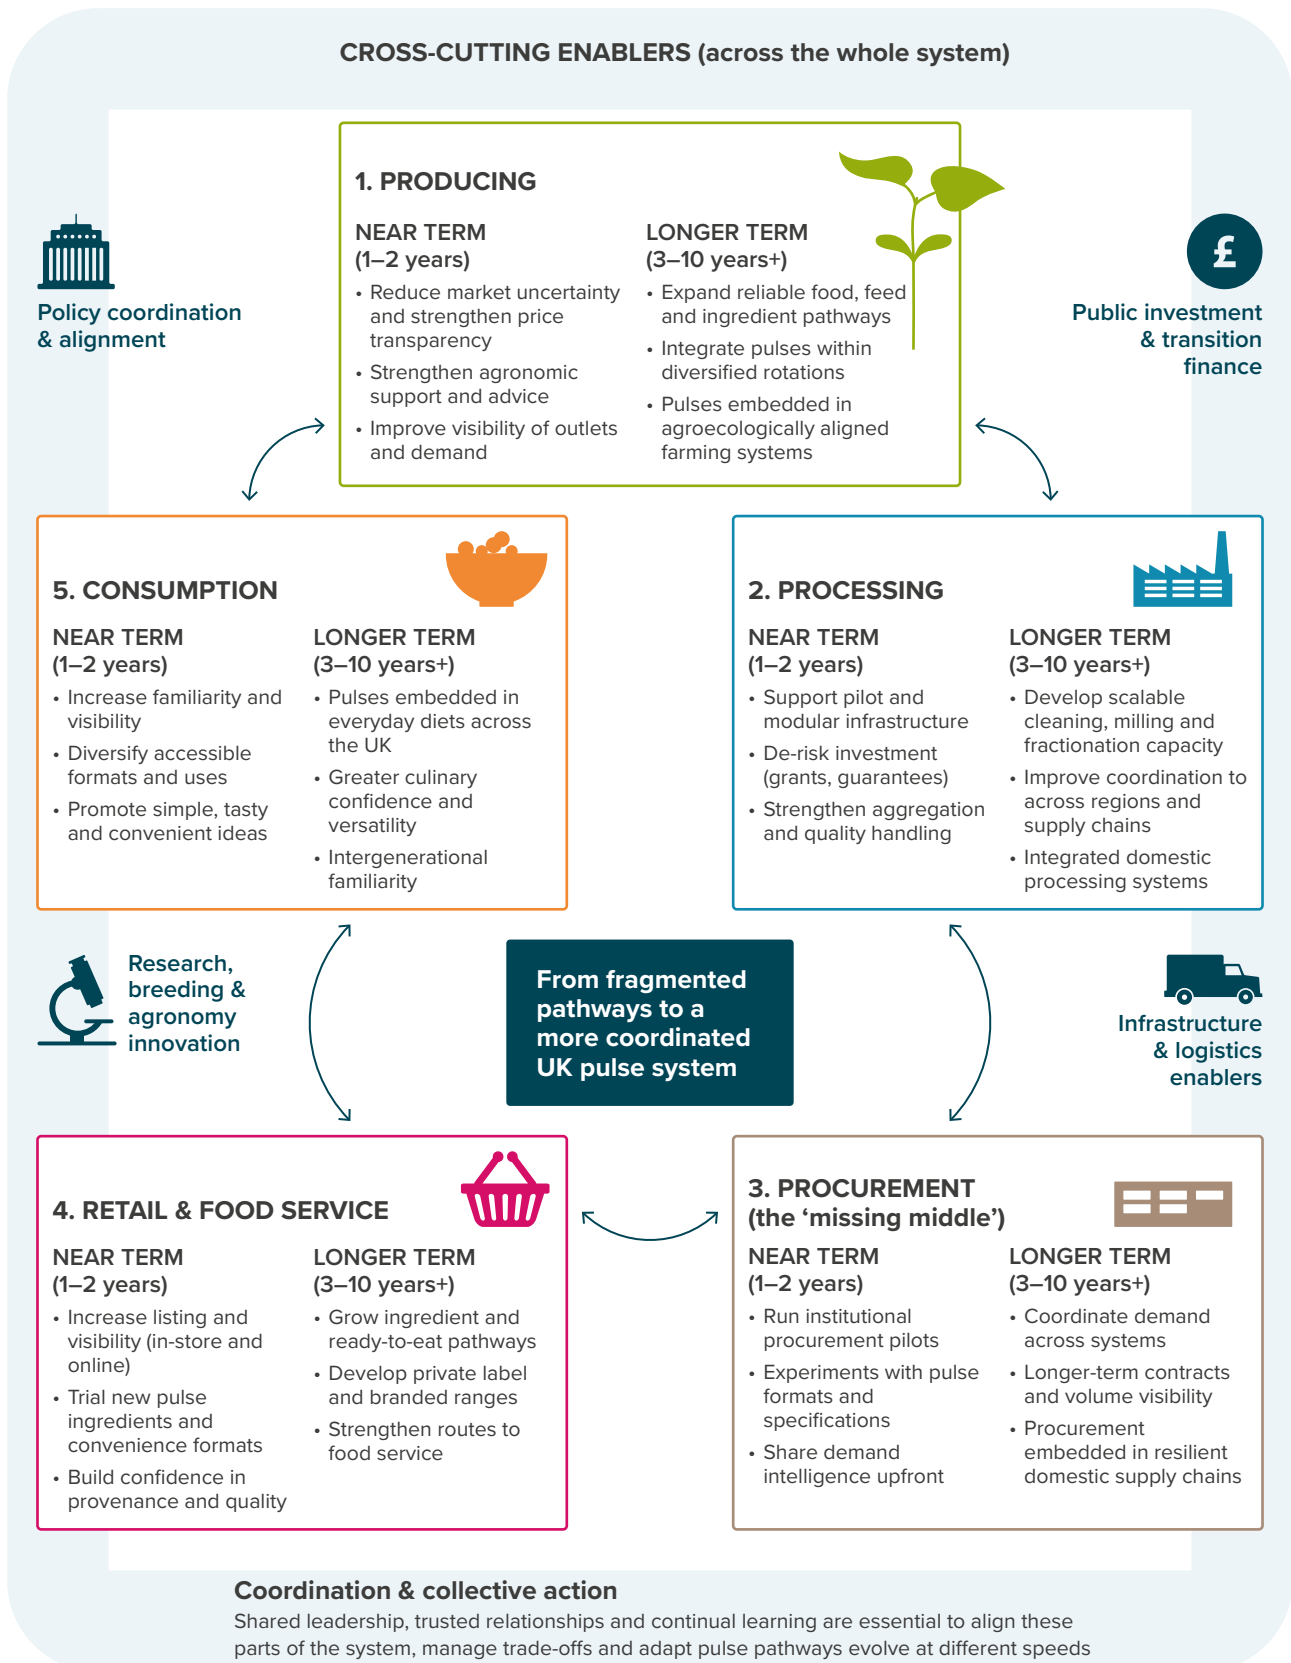 CROSS-CUTTING ENABLERS (across the whole system)
Policy coordination
& alignment
£
Public investment
& transition
finance
1. PRODUCING
NEAR TERM
(1–2 years)
• Reduce market uncertainty
and strengthen price
transparency
• Strengthen agronomic
support and advice
• Improve visibility of outlets
and demand
LONGER TERM
(3–10 years+)
• Expand reliable food, feed
and ingredient pathways
• Integrate pulses within
diversified rotations
• Pulses embedded in
agroecologically aligned
farming systems
5. CONSUMPTION
NEAR TERM
(1–2 years)
• Increase familiarity and
visibility
• Diversify accessible
formats and uses
• Promote simple, tasty
and convenient ideas
LONGER TERM
(3–10 years+)
• Pulses embedded in
everyday diets across
the UK
• Greater culinary
confidence and
versatility
• Intergenerational
familiarity
2. PROCESSING
NEAR TERM
(1–2 years)
• Support pilot and
modular infrastructure
• De-risk investment
(grants, guarantees)
• Strengthen aggregation
and quality handling
LONGER TERM
(3–10 years+)
• Develop scalable
cleaning, milling and
fractionation capacity
• Improve coordination to
across regions and
supply chains
• Integrated domestic
processing systems
Research,
breeding &
agronomy
innovation
From fragmented
pathways to a
more coordinated
UK pulse system
Infrastructure
& logistics
enablers
4. RETAIL & FOOD SERVICE
NEAR TERM
(1–2 years)
• Increase listing and
visibility (in-store and
online)
• Trial new pulse
ingredients and
convenience formats
• Build confidence in
provenance and quality
LONGER TERM
(3–10 years+)
• Grow ingredient and
ready-to-eat pathways
• Develop private label
and branded ranges
• Strengthen routes to
food service
3. PROCUREMENT
(the ‘missing middle’)
NEAR TERM
(1–2 years)
• Run institutional
procurement pilots
• Experiments with pulse
formats and
specifications
• Share demand
intelligence upfront
LONGER TERM
(3–10 years+)
• Coordinate demand
across systems
• Longer-term contracts
and volume visibility
• Procurement
embedded in resilient
domestic supply chains
Coordination & collective action
Shared leadership, trusted relationships and continual learning are essential to align these
parts of the system, manage trade-offs and adapt pulse pathways evolve at different speeds